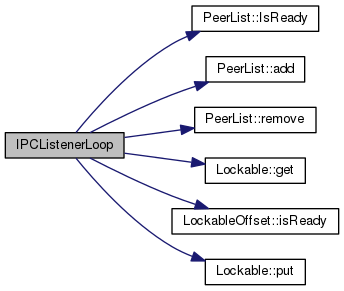 PeerList::IsReady
PeerList::add
PeerList::remove
IPCListenerLoop
Lockable::get
LockableOffset::isReady
Lockable::put